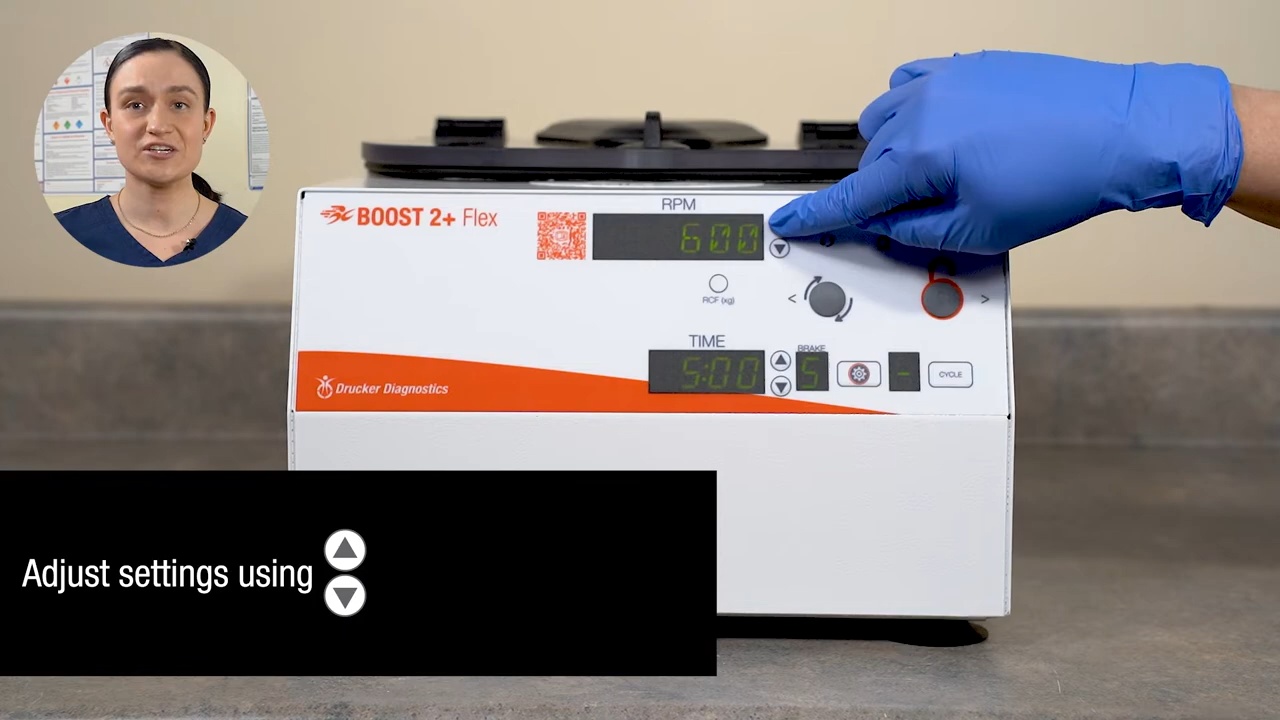 RPM
BOOST 2+ Flex
600
RCF (xg)
< >
TIME
BRAKE
5:00
5
-
CYCLE
Drucker Diagnostics
Adjust settings using